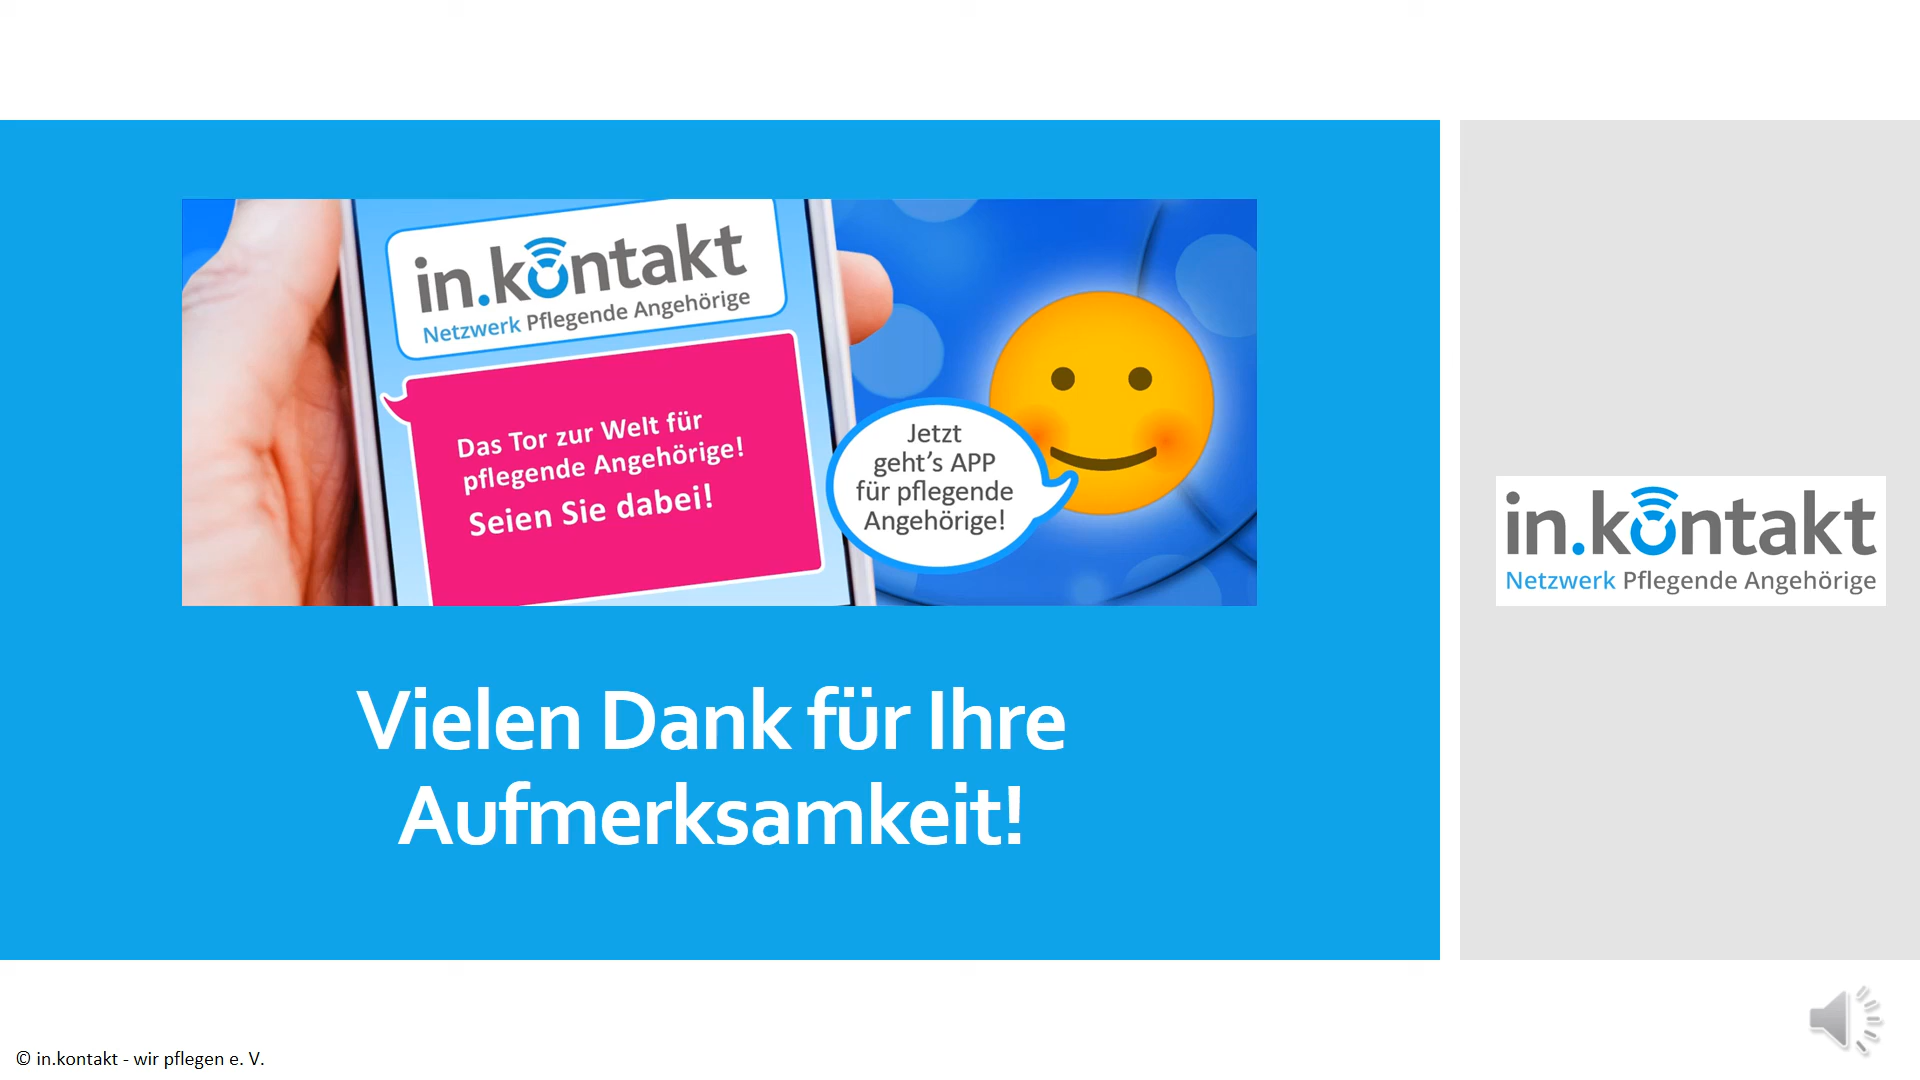 in.kontakt
Netzwerk Pflegende Angehörige
Das Tor zur Welt für
pflegende Angehörige!
Seien Sie dabei!
Jetzt
geht’s APP
für pflegende
Angehörige!
Vielen Dank für Ihre
Aufmerksamkeit!
in.kontakt
Netzwerk Pflegende Angehörige
© in.kontakt - wir pflegen e. V.